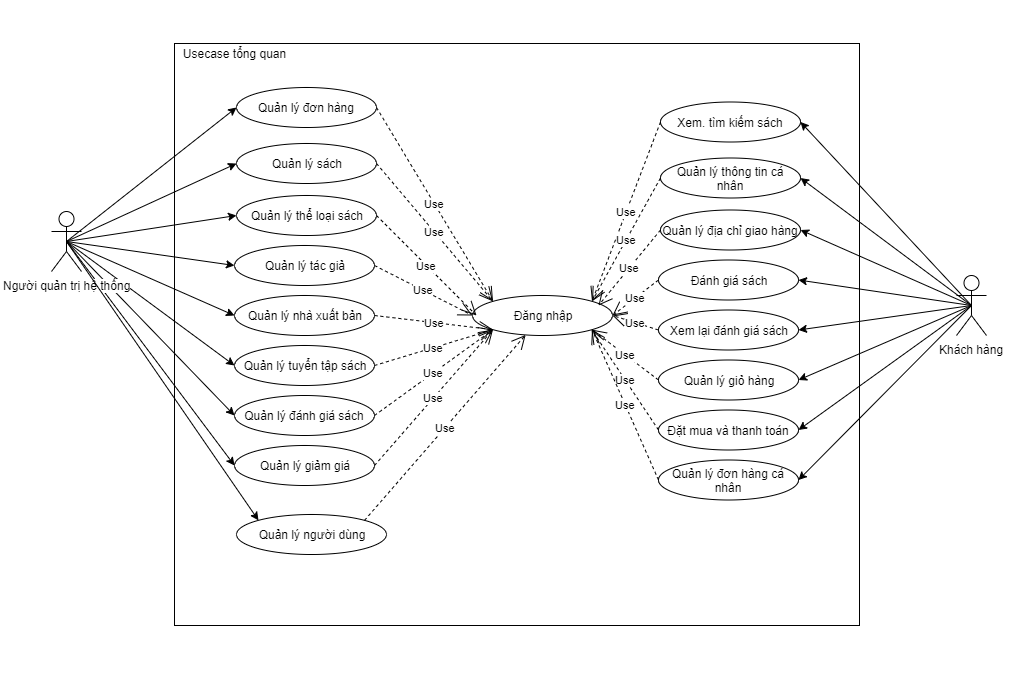 Usecase tổng quan
Quản lý đơn hàng
Quản lý sách
Quản lý thể loại sách
Quản lý tác giả
Quản lý nhà xuất bản
Quản lý tuyển tập sách
Quản lý đánh giá sách
Quản lý giảm giá
Quản lý người dùng
Người quản trị hệ thống
Use
Use
Use
Use
Use
Use
Use
Use
Use
Đăng nhập
Use
Use
Use
Use
Use
Use
Use
Use
Xem. tìm kiếm sách
Quản lý thông tin cá
nhân
Quản lý địa chỉ giao hàng
Đánh giá sách
Xem lại đánh giá sách
Quản lý giỏ hàng
Đặt mua và thanh toán
Quản lý đơn hàng cá
nhân
Khách hàng